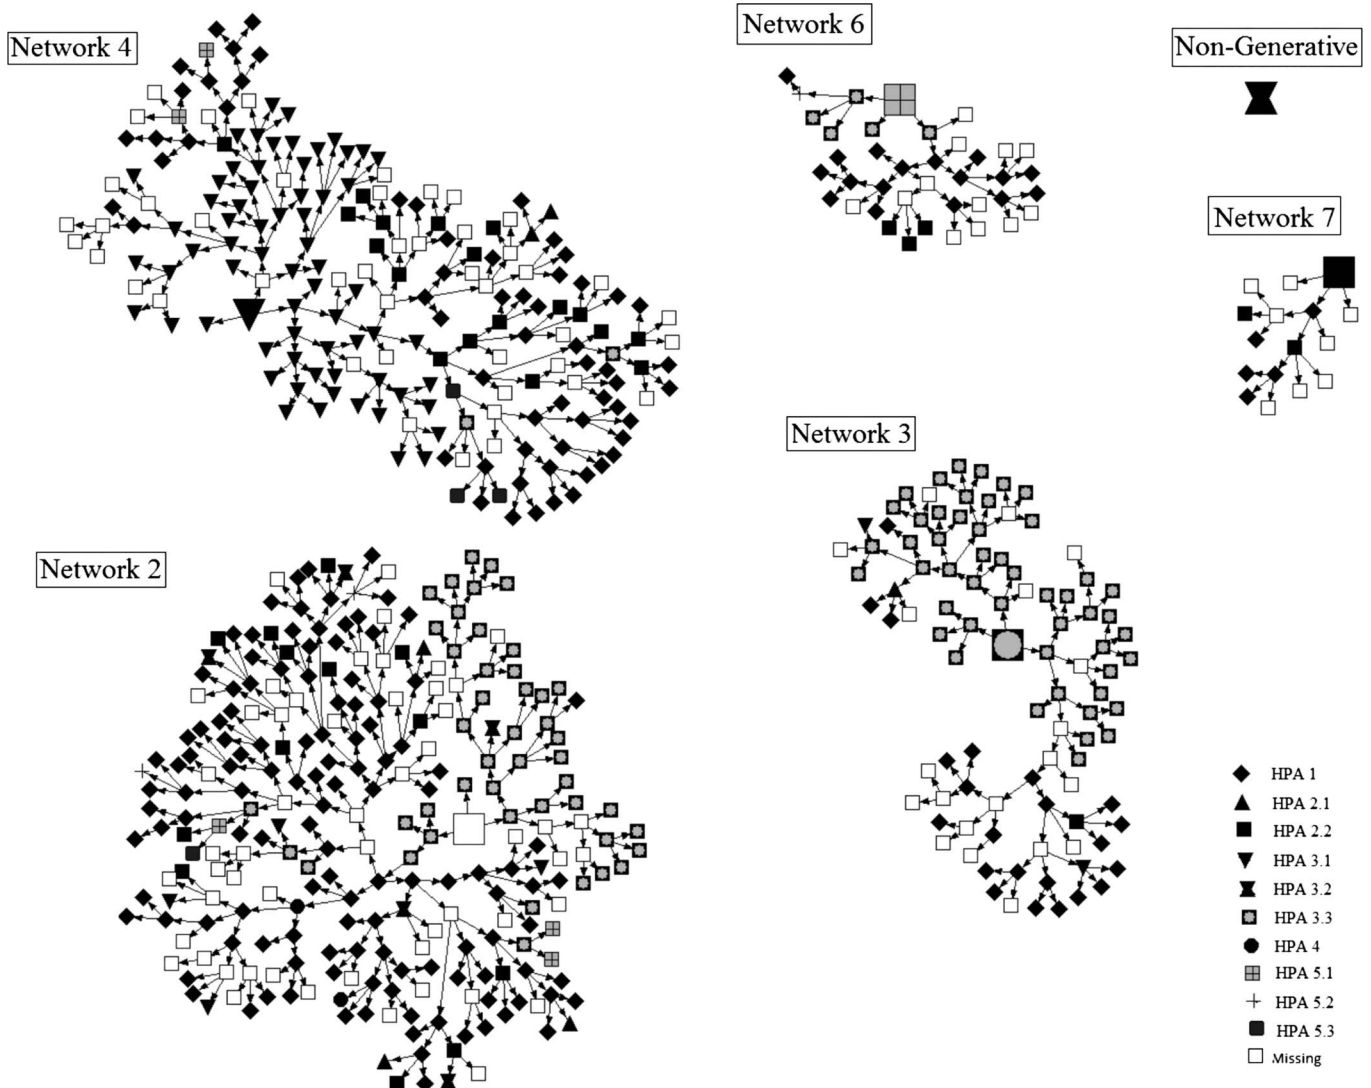 Network 4
Network 6
Non-Generative
Network 7
Network 3
Network 2
HPA 1
HPA 2.1
HPA 2.2
HPA 3.1
HPA 3.2
HPA 3.3
HPA 4
HPA 5.1
HPA 5.2
HPA 5.3
Missing